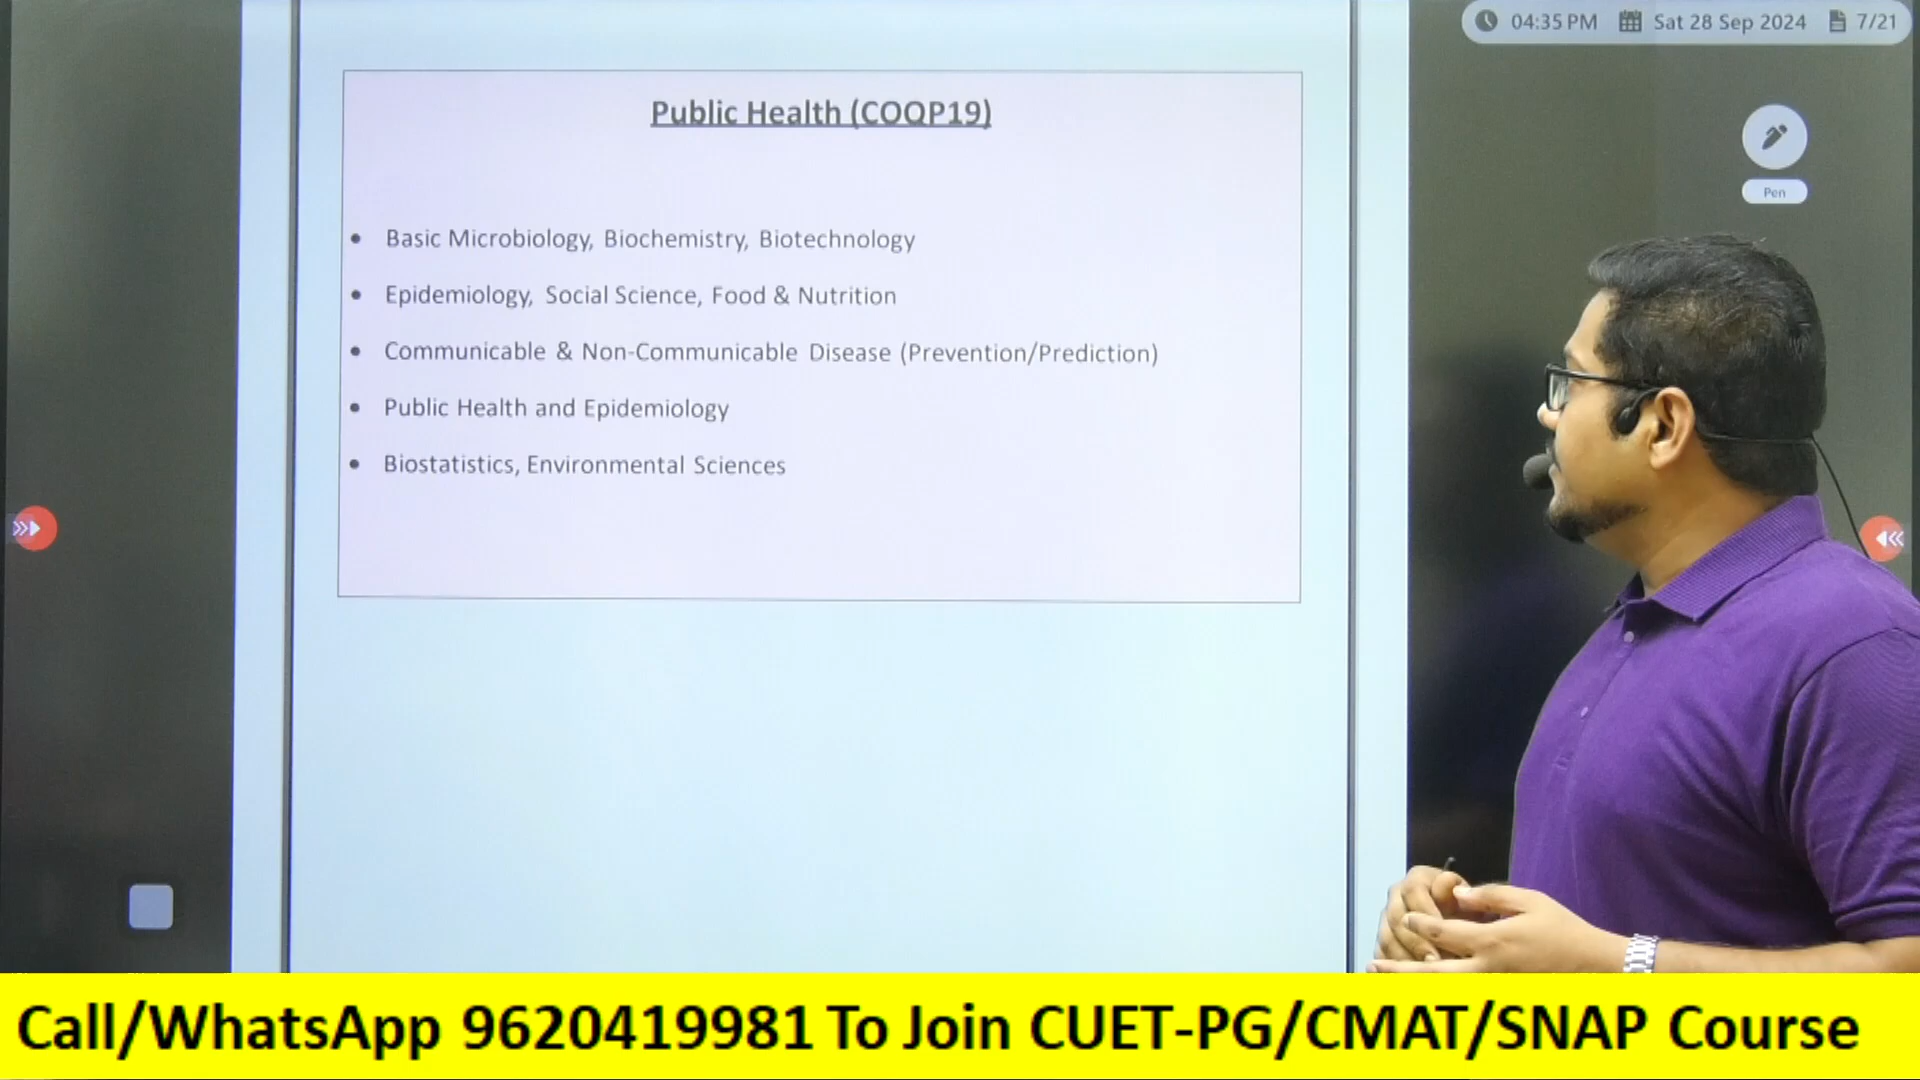 04:35 PM Sat 28 Sep 2024 7/21
Public Health (COQP19)
Pen
Basic Microbiology, Biochemistry, Biotechnology
Epidemiology, Social Science, Food & Nutrition
Communicable & Non-Communicable Disease (Prevention/Prediction)
Public Health and Epidemiology
Biostatistics, Environmental Sciences
Call/WhatsApp 9620419981 To Join CUET-PG/CMAT/SNAP Course